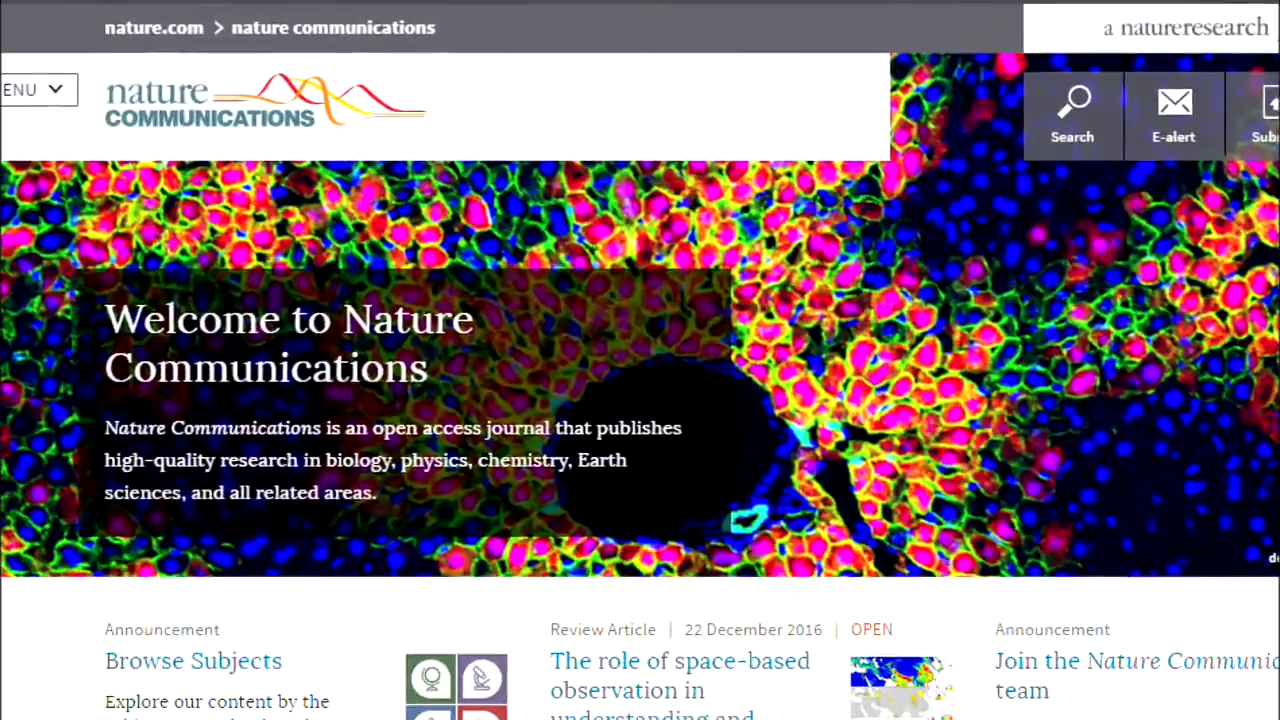 nature.com > nature communications
a natureresearch
ENU
nature
COMMUNICATIONS
Search
E-alert
Welcome to Nature
Communications
Nature Communications is an open access journal that publishes
high-quality research in biology, physics, chemistry, Earth
sciences, and all related areas.
Announcement
Browse Subjects
Explore our content by the
Review Article | 22 December 2016 | OPEN
The role of space-based
observation in
understanding and
Announcement
Join the Nature Communic
team